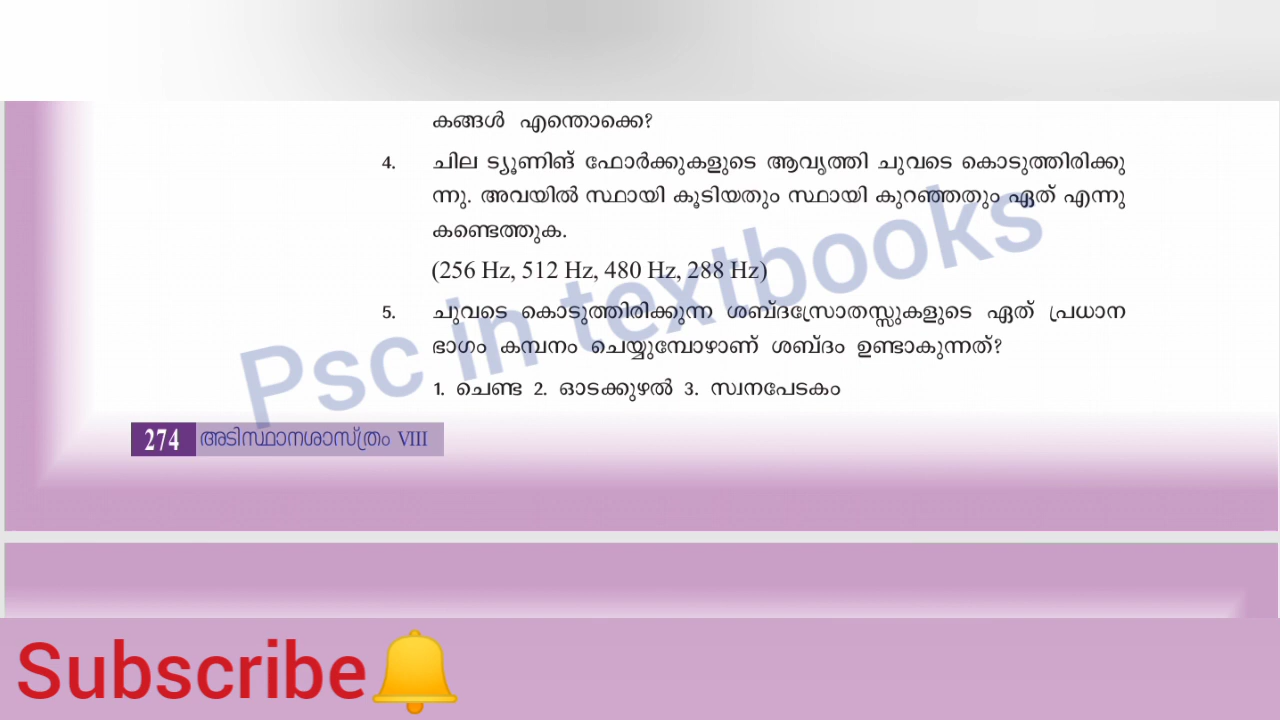 കങ്ങൾ എന്തൊക്കെ?
4. ചില ട്യൂണിങ് ഫോർക്കുകളുടെ ആവൃത്തി ചുവടെ കൊടുത്തിരിക്കു
ന്നു. അവയിൽ സ്ഥായി കൂടിയതും സ്ഥായി കുറഞ്ഞതും ഏത് എന്നു
കണ്ടെത്തുക.
(256 Hz, 512 Hz, 480 Hz, 288 Hz)
5. ചുവടെ കൊടുത്തിരിക്കുന്ന ശബ്ദസ്രോതസ്സുകളുടെ ഏത് പ്രധാന
ഭാഗം കമ്പനം ചെയ്യുമ്പോഴാണ് ശബ്ദം ഉണ്ടാകുന്നത്?
1. ചെണ്ട 2. ഓടക്കുഴൽ 3. സ്വനപേടകം
Psc in textbooks
274 അടിസ്ഥാനശാസ്ത്രം VIII
Subscribe